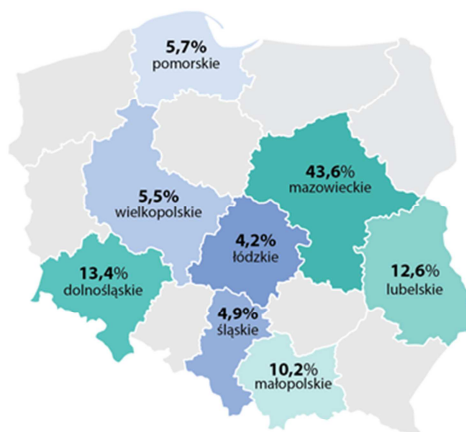 5,7%
pomorskie
43,6%
mazowieckie
5,5%
wielkopolskie
4,2%
łódzkie
13,4%
dolnośląskie
12,6%
lubelskie
4,9%
śląskie
10,2%
małopolskie